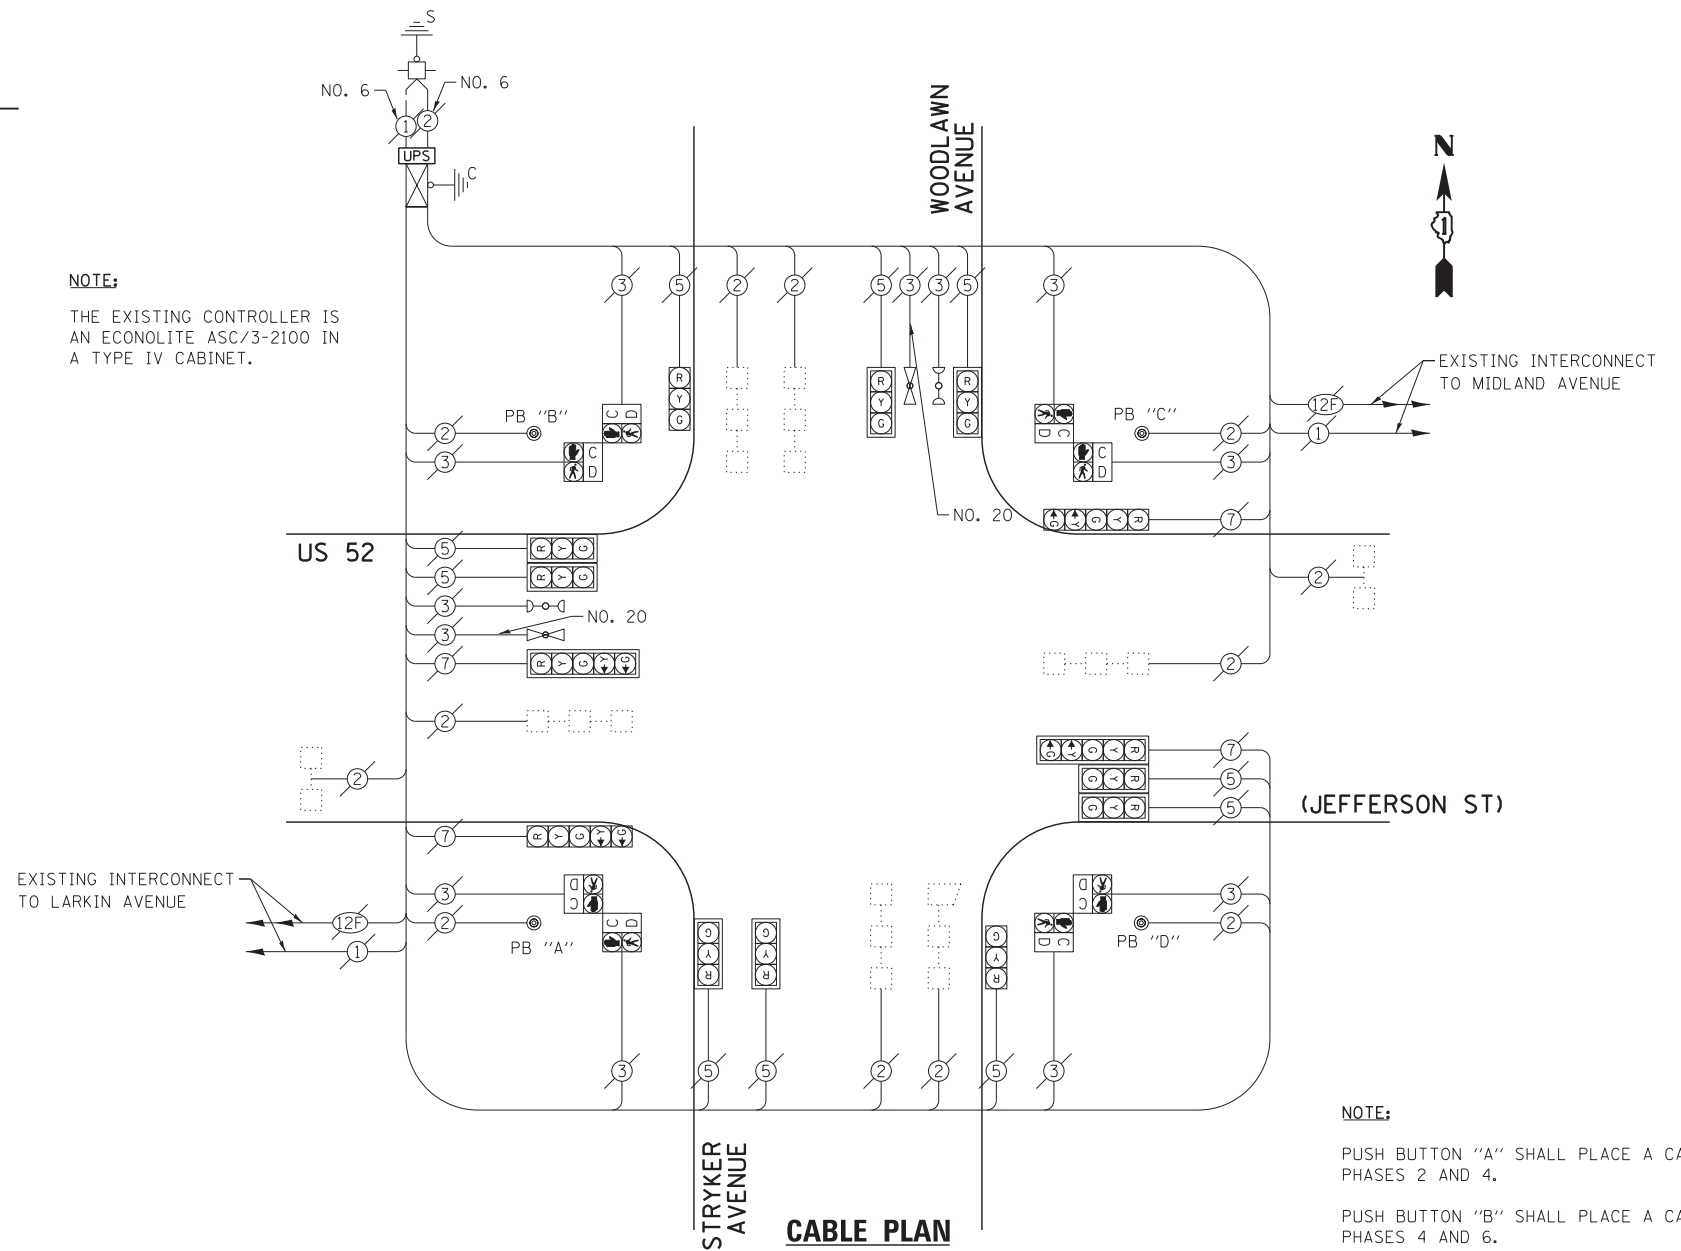 S
NO. 6
NO. 6
1
2
UPS
C
WOODLAWN
AVENUE
N
1
NOTE:
THE EXISTING CONTROLLER IS
AN ECONOLITE ASC/3-2100 IN
A TYPE IV CABINET.
3 5 2 2 5 3 3 5 3
EXISTING INTERCONNECT
TO MIDLAND AVENUE
12F
1
R Y G
R Y G
R Y G
PB "B"
2
C D
3
C D
PB "C"
2
D C
3
C D
NO. 20
G Y G Y R
7
US 52
5
R Y G
5
R Y G
3
NO. 20
3
7
R Y G Y G
2
2
2
2
G Y G Y R
7
G Y R
5
G Y R
5
2
(JEFFERSON ST)
7
R Y G Y G
EXISTING INTERCONNECT
TO LARKIN AVENUE
12F
1
3
D C
2
PB "A"
C D
G Y R
G Y R
G Y R
D C
3
PB "D"
2
D C
3 5 5 2 2 5 3
STRYKER
AVENUE
CABLE PLAN
NOTE:
PUSH BUTTON "A" SHALL PLACE A CA
PHASES 2 AND 4.
PUSH BUTTON "B" SHALL PLACE A CA
PHASES 4 AND 6.